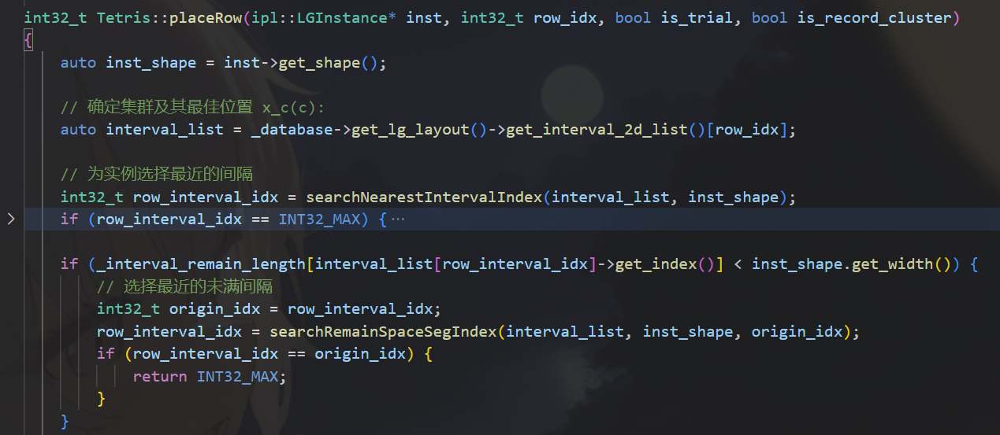 int32_t Tetris::placeRow(ipl::LGInstance* inst, int32_t row_idx, bool is_trial, bool is_record_cluster)
{
    auto inst_shape = inst->get_shape();
    // 确定集群及其最佳位置 x_c(c):
    auto interval_list = _database->get_lg_layout()->get_interval_2d_list()[row_idx];
    // 为实例选择最近的间隔
    int32_t row_interval_idx = searchNearestIntervalIndex(interval_list, inst_shape);
    if (row_interval_idx == INT32_MAX) {…
    if (_interval_remain_length[interval_list[row_interval_idx]->get_index()] < inst_shape.get_width()) {
        // 选择最近的未满间隔
        int32_t origin_idx = row_interval_idx;
        row_interval_idx = searchRemainSpaceSegIndex(interval_list, inst_shape, origin_idx);
        if (row_interval_idx == origin_idx) {
            return INT32_MAX;
        }
    }